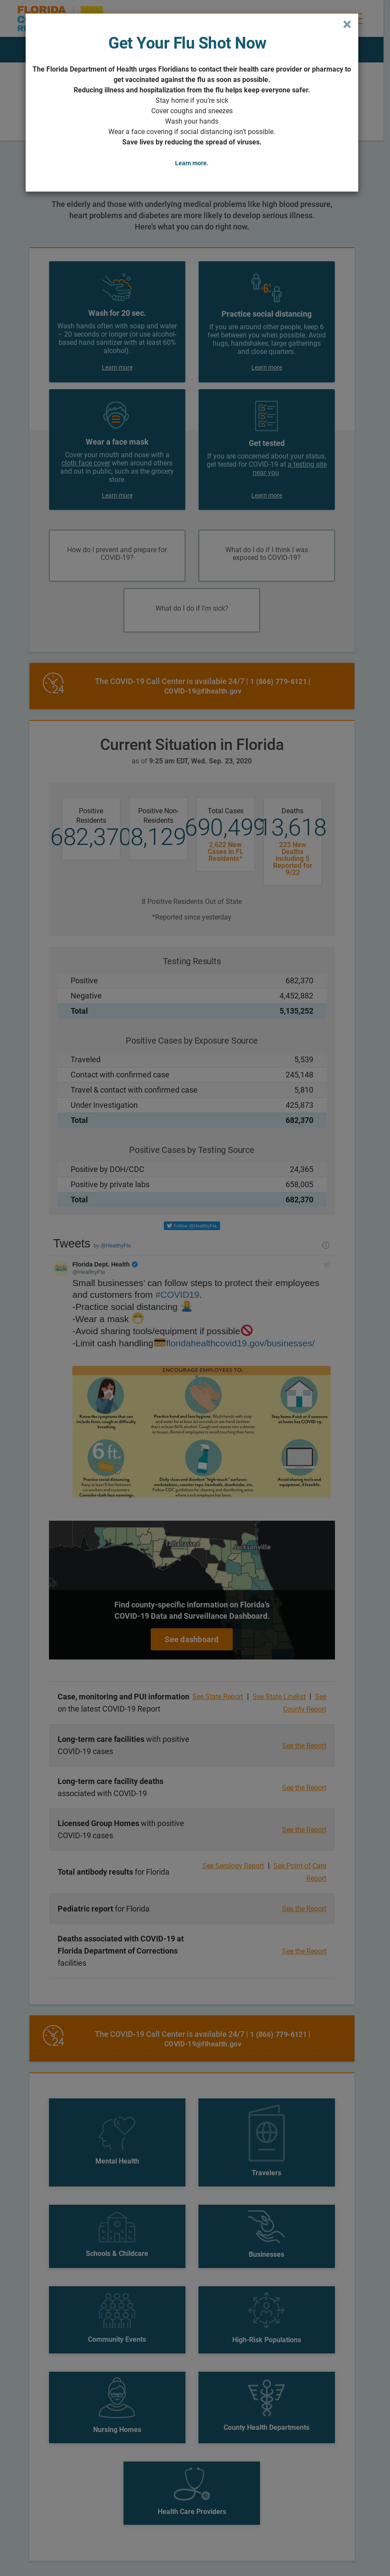 FLORIDA
×
Get Your Flu Shot Now
The Florida Department of Health urges Floridians to contact their health care provider or pharmacy to
get vaccinated against the flu as soon as possible.
Reducing illness and hospitalization from the flu helps keep everyone safer.
Stay home if you're sick
Cover coughs and sneezes
Wash your hands
Wear a face covering if social distancing isn't possible.
Save lives by reducing the spread of viruses.
Learn more.
The elderly and those with underlying medical problems like high blood pressure,
heart problems and diabetes are more likely to develop serious illness.
Here's what you can do right now.
Wash for 20 sec.
Wash hands often with soap and water
– 20 seconds or longer (or use alcohol-
based hand sanitizer with at least 60%
alcohol).
Learn more
6'
Practice social distancing
If you are around other people, keep 6
feet between you when possible. Avoid
hugs, handshakes, large gatherings
and close quarters.
Learn more
Wear a face mask
Cover your mouth and nose with a
cloth face cover when around others
and out in public, such as the grocery
store.
Learn more
Get tested
If you are concerned about your status,
get tested for COVID-19 at a testing site
near you
Learn more
How do I prevent and prepare for
COVID-19?
What do I do if I think I was
exposed to COVID-19?
What do I do if I'm sick?
24
The COVID-19 Call Center is available 24/7 | 1 (866) 779-6121 |
COVID-19@flhealth.gov
Current Situation in Florida
as of 9:25 am EDT, Wed. Sep. 23, 2020
Positive
Residents
682,370
Positive Non-
Residents
8,129
Total Cases
690,499
2,622 New
Cases in FL
Residents*
Deaths
13,618
223 New
Deaths
including 5
Reported for
9/22
8 Positive Residents Out of State
*Reported since yesterday
Testing Results
Positive 682,370
Negative 4,452,882
Total 5,135,252
Positive Cases by Exposure Source
Traveled 5,539
Contact with confirmed case 245,148
Travel & contact with confirmed case 5,810
Under Investigation 425,873
Total 682,370
Positive Cases by Testing Source
Positive by DOH/CDC 24,365
Positive by private labs 658,005
Total 682,370
Follow @HealthyFla
Tweets by @HealthyFla
Florida Dept. Health
@HealthyFla
Small businesses' can follow steps to protect their employees
and customers from #COVID19.
-Practice social distancing
-Wear a mask
-Avoid sharing tools/equipment if possible
-Limit cash handling floridahealthcovid19.gov/businesses/
ENCOURAGE EMPLOYEES TO:
6 ft.
Tallahassee
Jacksonville
Find county-specific information on Florida's
COVID-19 Data and Surveillance Dashboard.
See dashboard
Case, monitoring and PUI information
on the latest COVID-19 Report
See State Report | See State Linelist | See
County Report
Long-term care facilities with positive
COVID-19 cases
See the Report
Long-term care facility deaths
associated with COVID-19
See the Report
Licensed Group Homes with positive
COVID-19 cases
See the Report
Total antibody results for Florida
See Serology Report | See Point of Care
Report
Pediatric report for Florida
See the Report
Deaths associated with COVID-19 at
Florida Department of Corrections
facilities
See the Report
24
The COVID-19 Call Center is available 24/7 | 1 (866) 779-6121 |
COVID-19@flhealth.gov
Mental Health
Travelers
Schools & Childcare
Businesses
Community Events
High-Risk Populations
Nursing Homes
County Health Departments
Health Care Providers